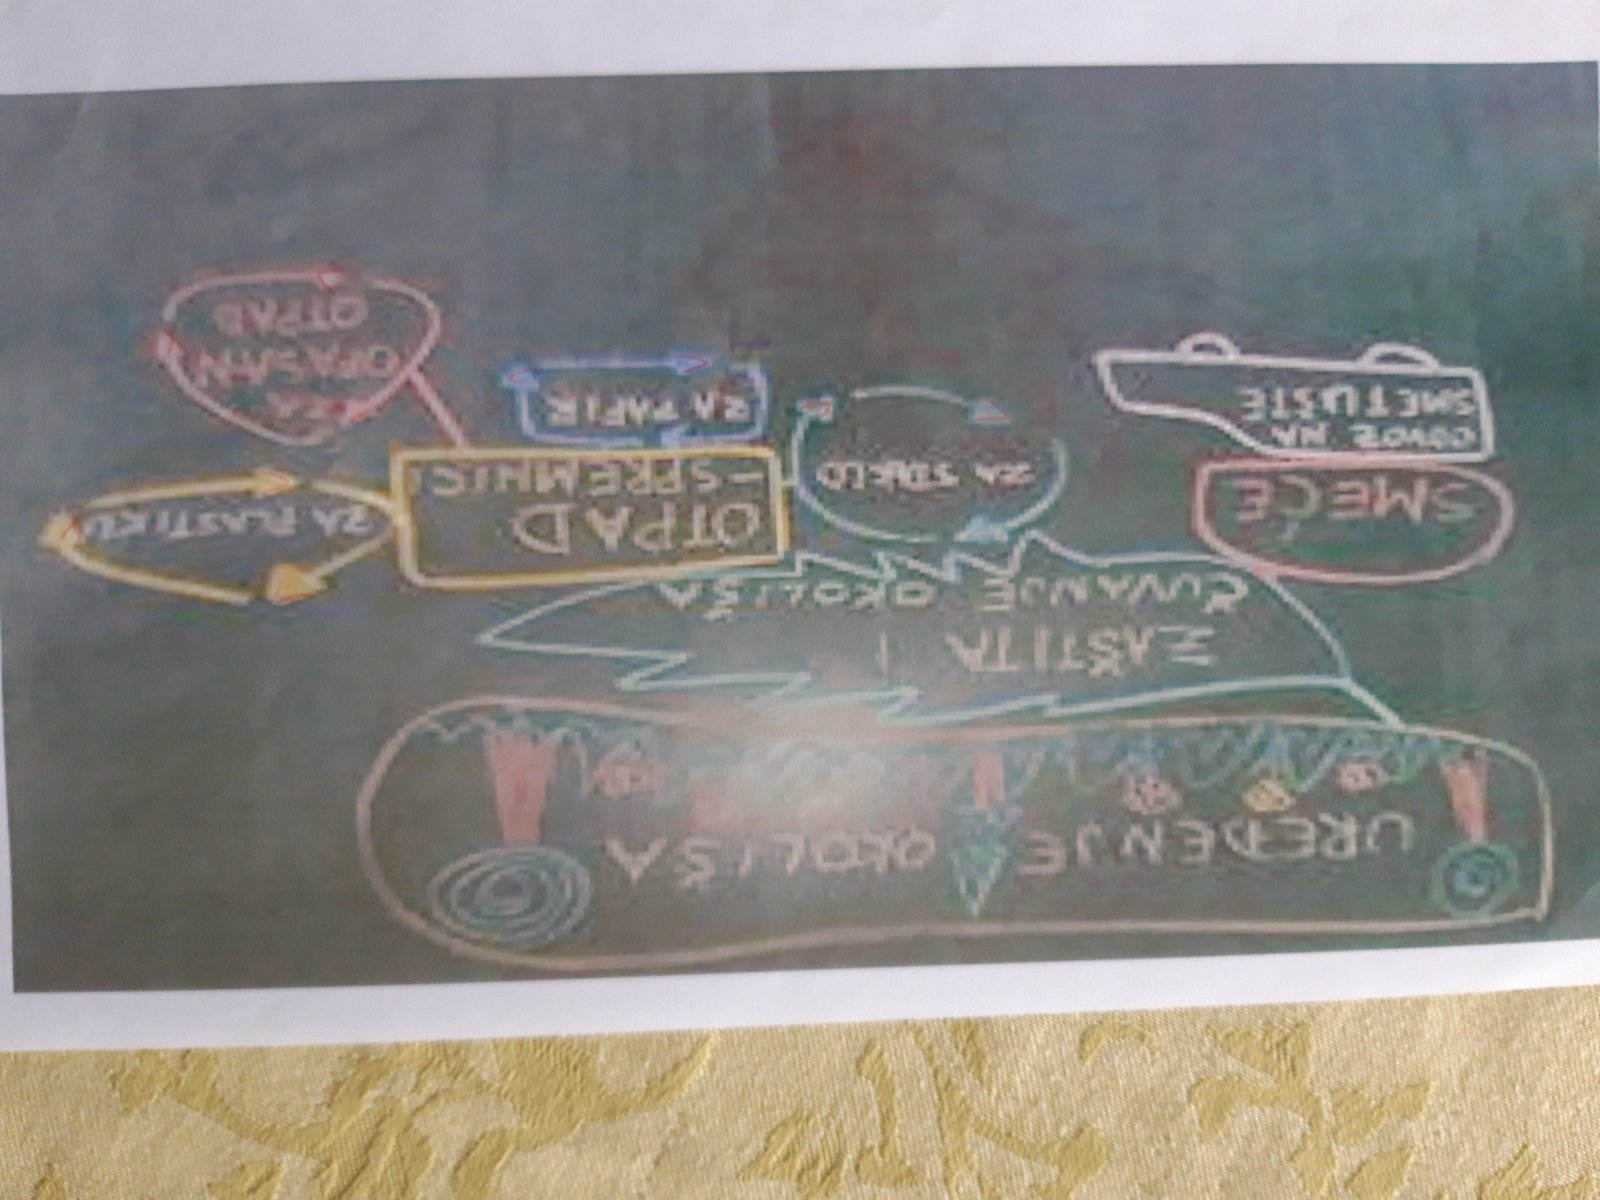 UREĐENJE OKOLIŠA
ZAŠTITA I
ČUVANJE OKOLIŠA
SMEĆE
ODVOZ NA
SMETLIŠTE
OTPAD
-SPREMNICI
ZA STAKLO
ZA PAPIR
ZA
OPASAN
OTPAD
ZA PLASTIKU